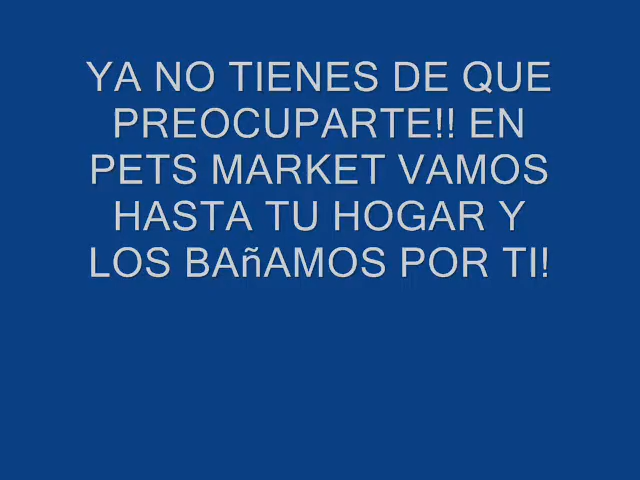 YA NO TIENES DE QUE
PREOCUPARTE!! EN
PETS MARKET VAMOS
HASTA TU HOGAR Y
LOS BAñAMOS POR TI!